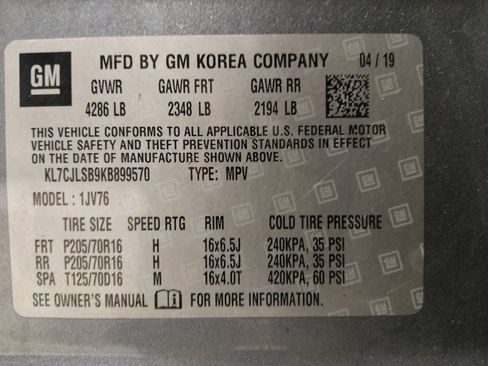 GM MFD BY GM KOREA COMPANY 04 / 19
GVWR GAWR FRT GAWR RR
4286 LB 2348 LB 2194 LB
THIS VEHICLE CONFORMS TO ALL APPLICABLE U.S. FEDERAL MOTOR
VEHICLE SAFETY AND THEFT PREVENTION STANDARDS IN EFFECT
ON THE DATE OF MANUFACTURE SHOWN ABOVE.
KL7CJLSB9KB899570 TYPE: MPV
MODEL : 1JV76
TIRE SIZE SPEED RTG RIM COLD TIRE PRESSURE
FRT P205/70R16 H 16x6.5J 240KPA, 35 PSI
RR P205/70R16 H 16x6.5J 240KPA, 35 PSI
SPA T125/70D16 M 16x4.0T 420KPA, 60 PSI
SEE OWNER'S MANUAL i FOR MORE INFORMATION